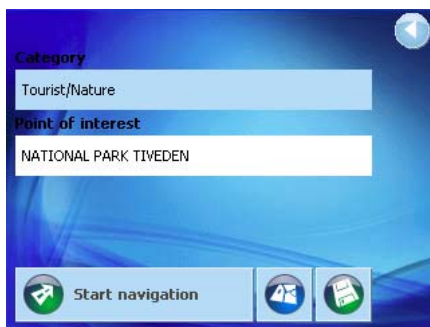 Category
Tourist/Nature
Point of interest
NATIONAL PARK TIVEDEN
Start navigation